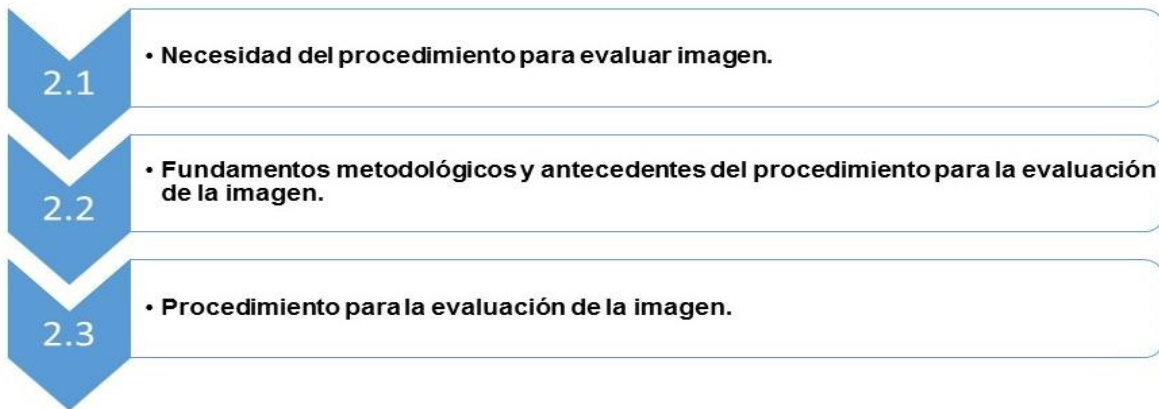 2.1
• Necesidad del procedimiento para evaluar imagen.
2.2
• Fundamentos metodológicos y antecedentes del procedimiento para la evaluación
de la imagen.
2.3
• Procedimiento para la evaluación de la imagen.